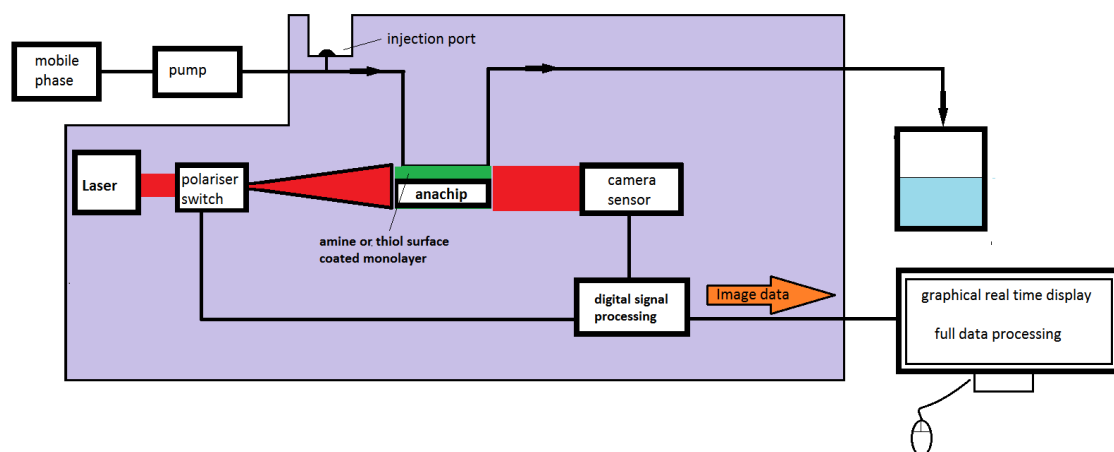 injection port
mobile
phase
pump
Laser
polariser
switch
anachip
camera
sensor
amine or thiol surface
coated monolayer
digital signal
processing
Image data
graphical real time display
full data processing